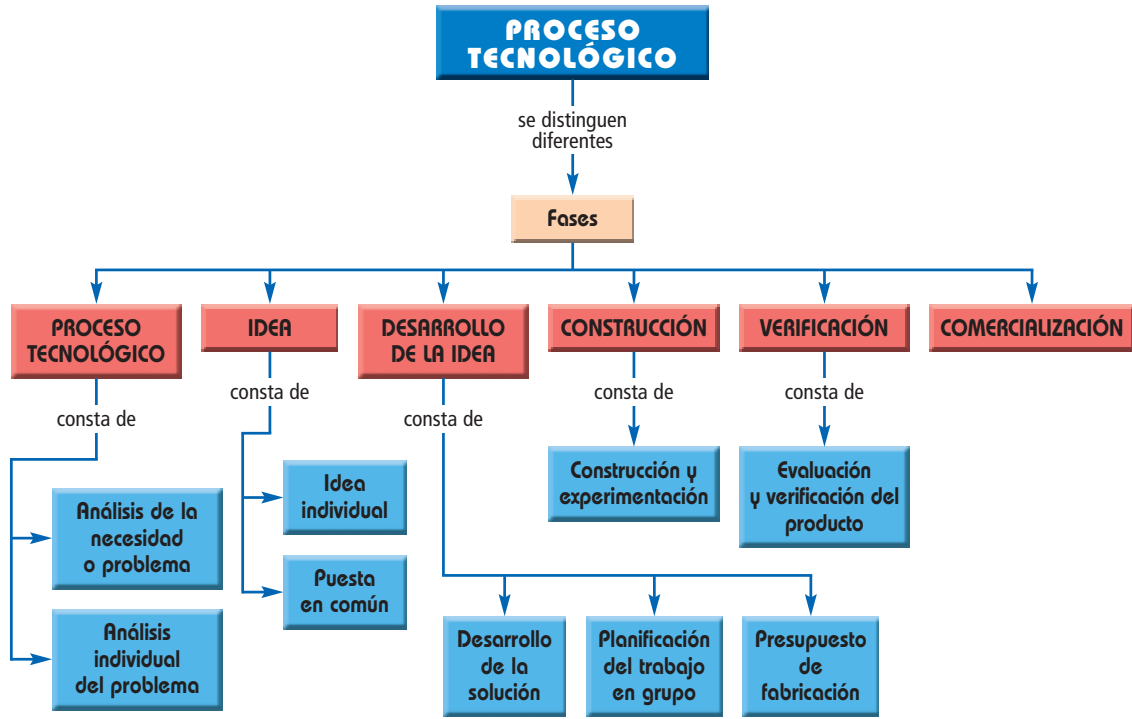 PROCESO
TECNOLÓGICO
se distinguen
diferentes
Fases
PROCESO
TECNOLÓGICO
IDEA
DESARROLLO
DE LA IDEA
CONSTRUCCIÓN
VERIFICACIÓN
COMERCIALIZACIÓN
consta de
consta de
consta de
consta de
consta de
Análisis de la
necesidad
o problema
Análisis
individual
del problema
Idea
individual
Puesta
en común
Construcción y
experimentación
Evaluación
y verificación del
producto
Desarrollo
de la
solución
Planificación
del trabajo
en grupo
Presupuesto
de
fabricación